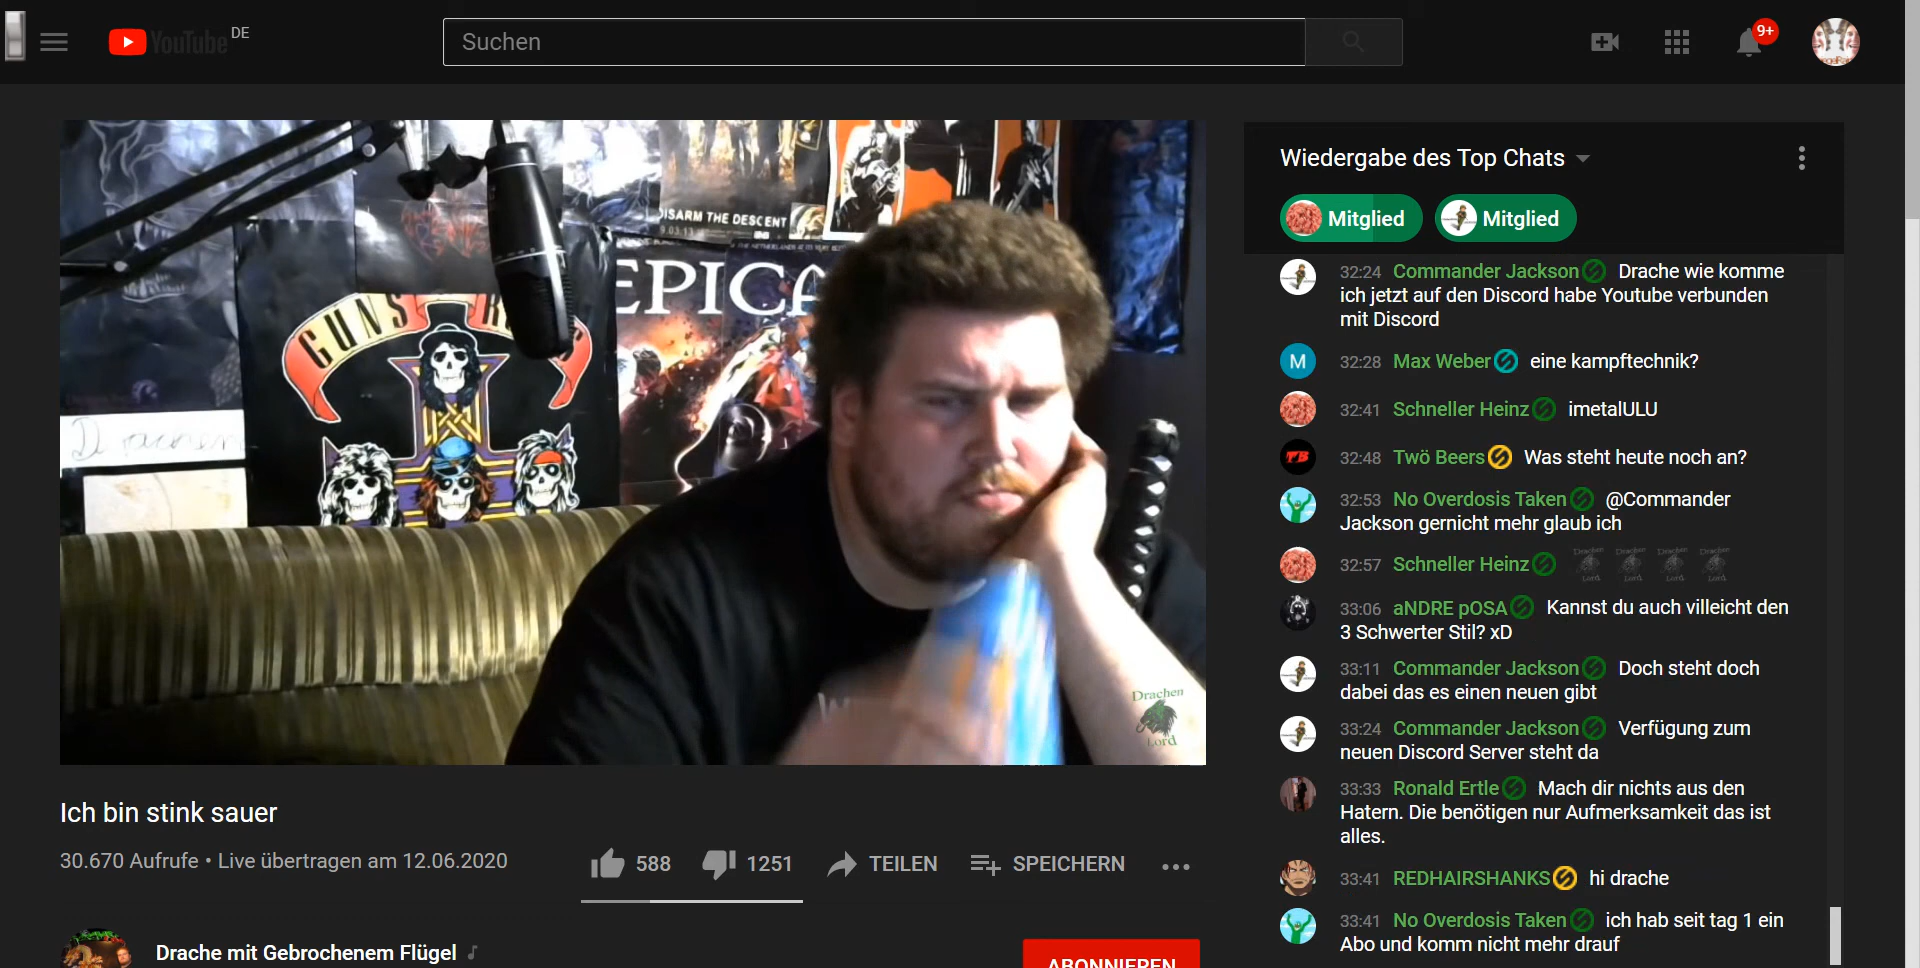 YouTube DE
Suchen
9+
DISARM THE DESCENT
9.03.13
EPICA
GUNS
Drachen
Lord
Ich bin stink sauer
30.670 Aufrufe • Live übertragen am 12.06.2020
588
1251
TEILEN
SPEICHERN
Drache mit Gebrochenem Flügel
ABONNIEREN
Wiedergabe des Top Chats
Mitglied
Mitglied
32:24 Commander Jackson Drache wie komme
ich jetzt auf den Discord habe Youtube verbunden
mit Discord
M
32:28 Max Weber eine kampftechnik?
32:41 Schneller Heinz imetalULU
TB
32:48 Twö Beers Was steht heute noch an?
32:53 No Overdosis Taken @Commander
Jackson gernicht mehr glaub ich
32:57 Schneller Heinz
33:06 aNDRE pOSA Kannst du auch villeicht den
3 Schwerter Stil? xD
33:11 Commander Jackson Doch steht doch
dabei das es einen neuen gibt
33:24 Commander Jackson Verfügung zum
neuen Discord Server steht da
33:33 Ronald Ertle Mach dir nichts aus den
Hatern. Die benötigen nur Aufmerksamkeit das ist
alles.
33:41 REDHAIRSHANKS hi drache
33:41 No Overdosis Taken ich hab seit tag 1 ein
Abo und komm nicht mehr drauf